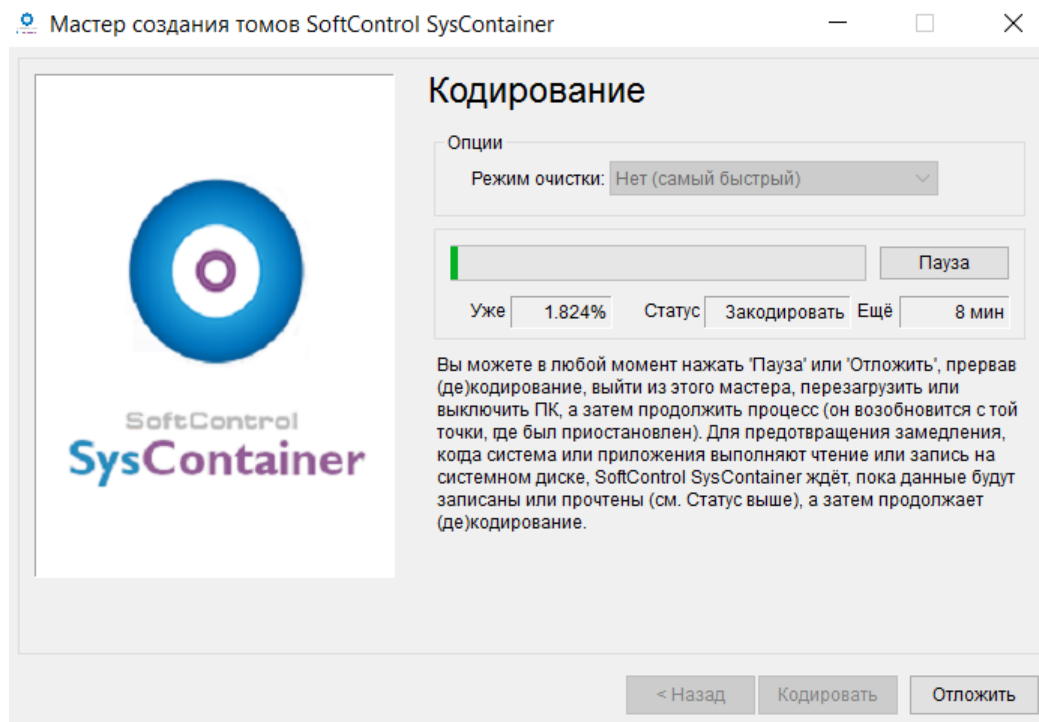 Мастер создания томов SoftControl SysContainer
Кодирование
Опции
Режим очистки: Нет (самый быстрый)
Пауза
Уже 1.824% Статус Закодировать Ещё 8 мин
Вы можете в любой момент нажать 'Пауза' или 'Отложить', прервав
(де)кодирование, выйти из этого мастера, перезагрузить или
выключить ПК, а затем продолжить процесс (он возобновится с той
точки, где был приостановлен). Для предотвращения замедления,
когда система или приложения выполняют чтение или запись на
системном диске, SoftControl SysContainer ждёт, пока данные будут
записаны или прочтены (см. Статус выше), а затем продолжает
(де)кодирование.
SoftControl
SysContainer
< Назад Кодировать Отложить